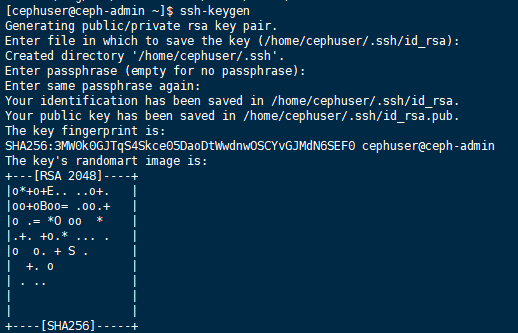 [cephuser@ceph-admin ~]$ ssh-keygen
Generating public/private rsa key pair.
Enter file in which to save the key (/home/cephuser/.ssh/id_rsa):
Created directory '/home/cephuser/.ssh'.
Enter passphrase (empty for no passphrase):
Enter same passphrase again:
Your identification has been saved in /home/cephuser/.ssh/id_rsa.
Your public key has been saved in /home/cephuser/.ssh/id_rsa.pub.
The key fingerprint is:
SHA256:3MW0k0GJTqS4Skce05DaoDtWwdnwOSCYvGJMdN6SEF0 cephuser@ceph-admin
The key's randomart image is:
+---[RSA 2048]----+
|o*+o+E.. ..o+.   |
|oo+oBoo= .oo.+   |
|o .= *O oo  *    |
|.+. +o.* ... .   |
|o  o. + S .      |
|  +. o           |
| . ..            |
|                 |
|                 |
+----[SHA256]-----+